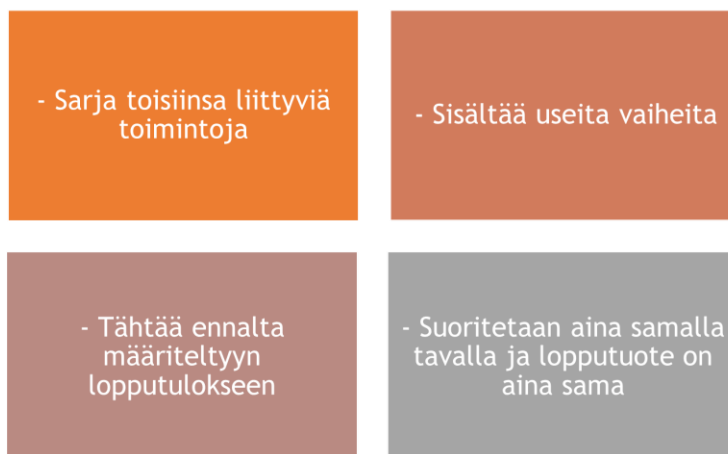 - Sarja toisiinsa liittyviä
toimintoja
- Sisältää useita vaiheita
- Tähtää ennalta
määriteltyyn
lopputulokseen
- Suoritetaan aina samalla
tavalla ja lopputuote on
aina sama